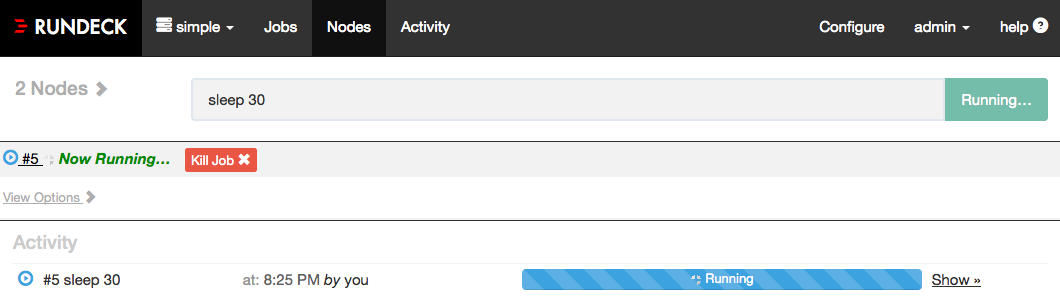 RUNDECK simple Jobs Nodes Activity Configure admin help ?
2 Nodes sleep 30 Running...
#5 Now Running... Kill Job ✖
View Options
Activity
#5 sleep 30 at: 8:25 PM by you Running Show »